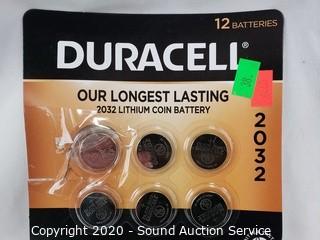 12 BATTERIES
DURACELL®
OUR LONGEST LASTING
2032 LITHIUM COIN BATTERY
2032
Copyright 2020 - Sound Auction Service